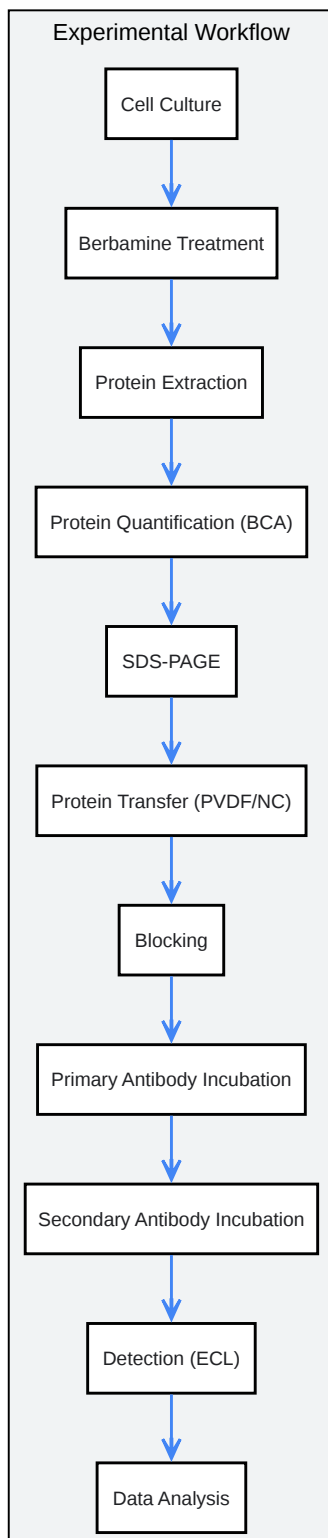 Experimental Workflow
Cell Culture
Berbamine Treatment
Protein Extraction
Protein Quantification (BCA)
SDS-PAGE
Protein Transfer (PVDF/NC)
Blocking
Primary Antibody Incubation
Secondary Antibody Incubation
Detection (ECL)
Data Analysis